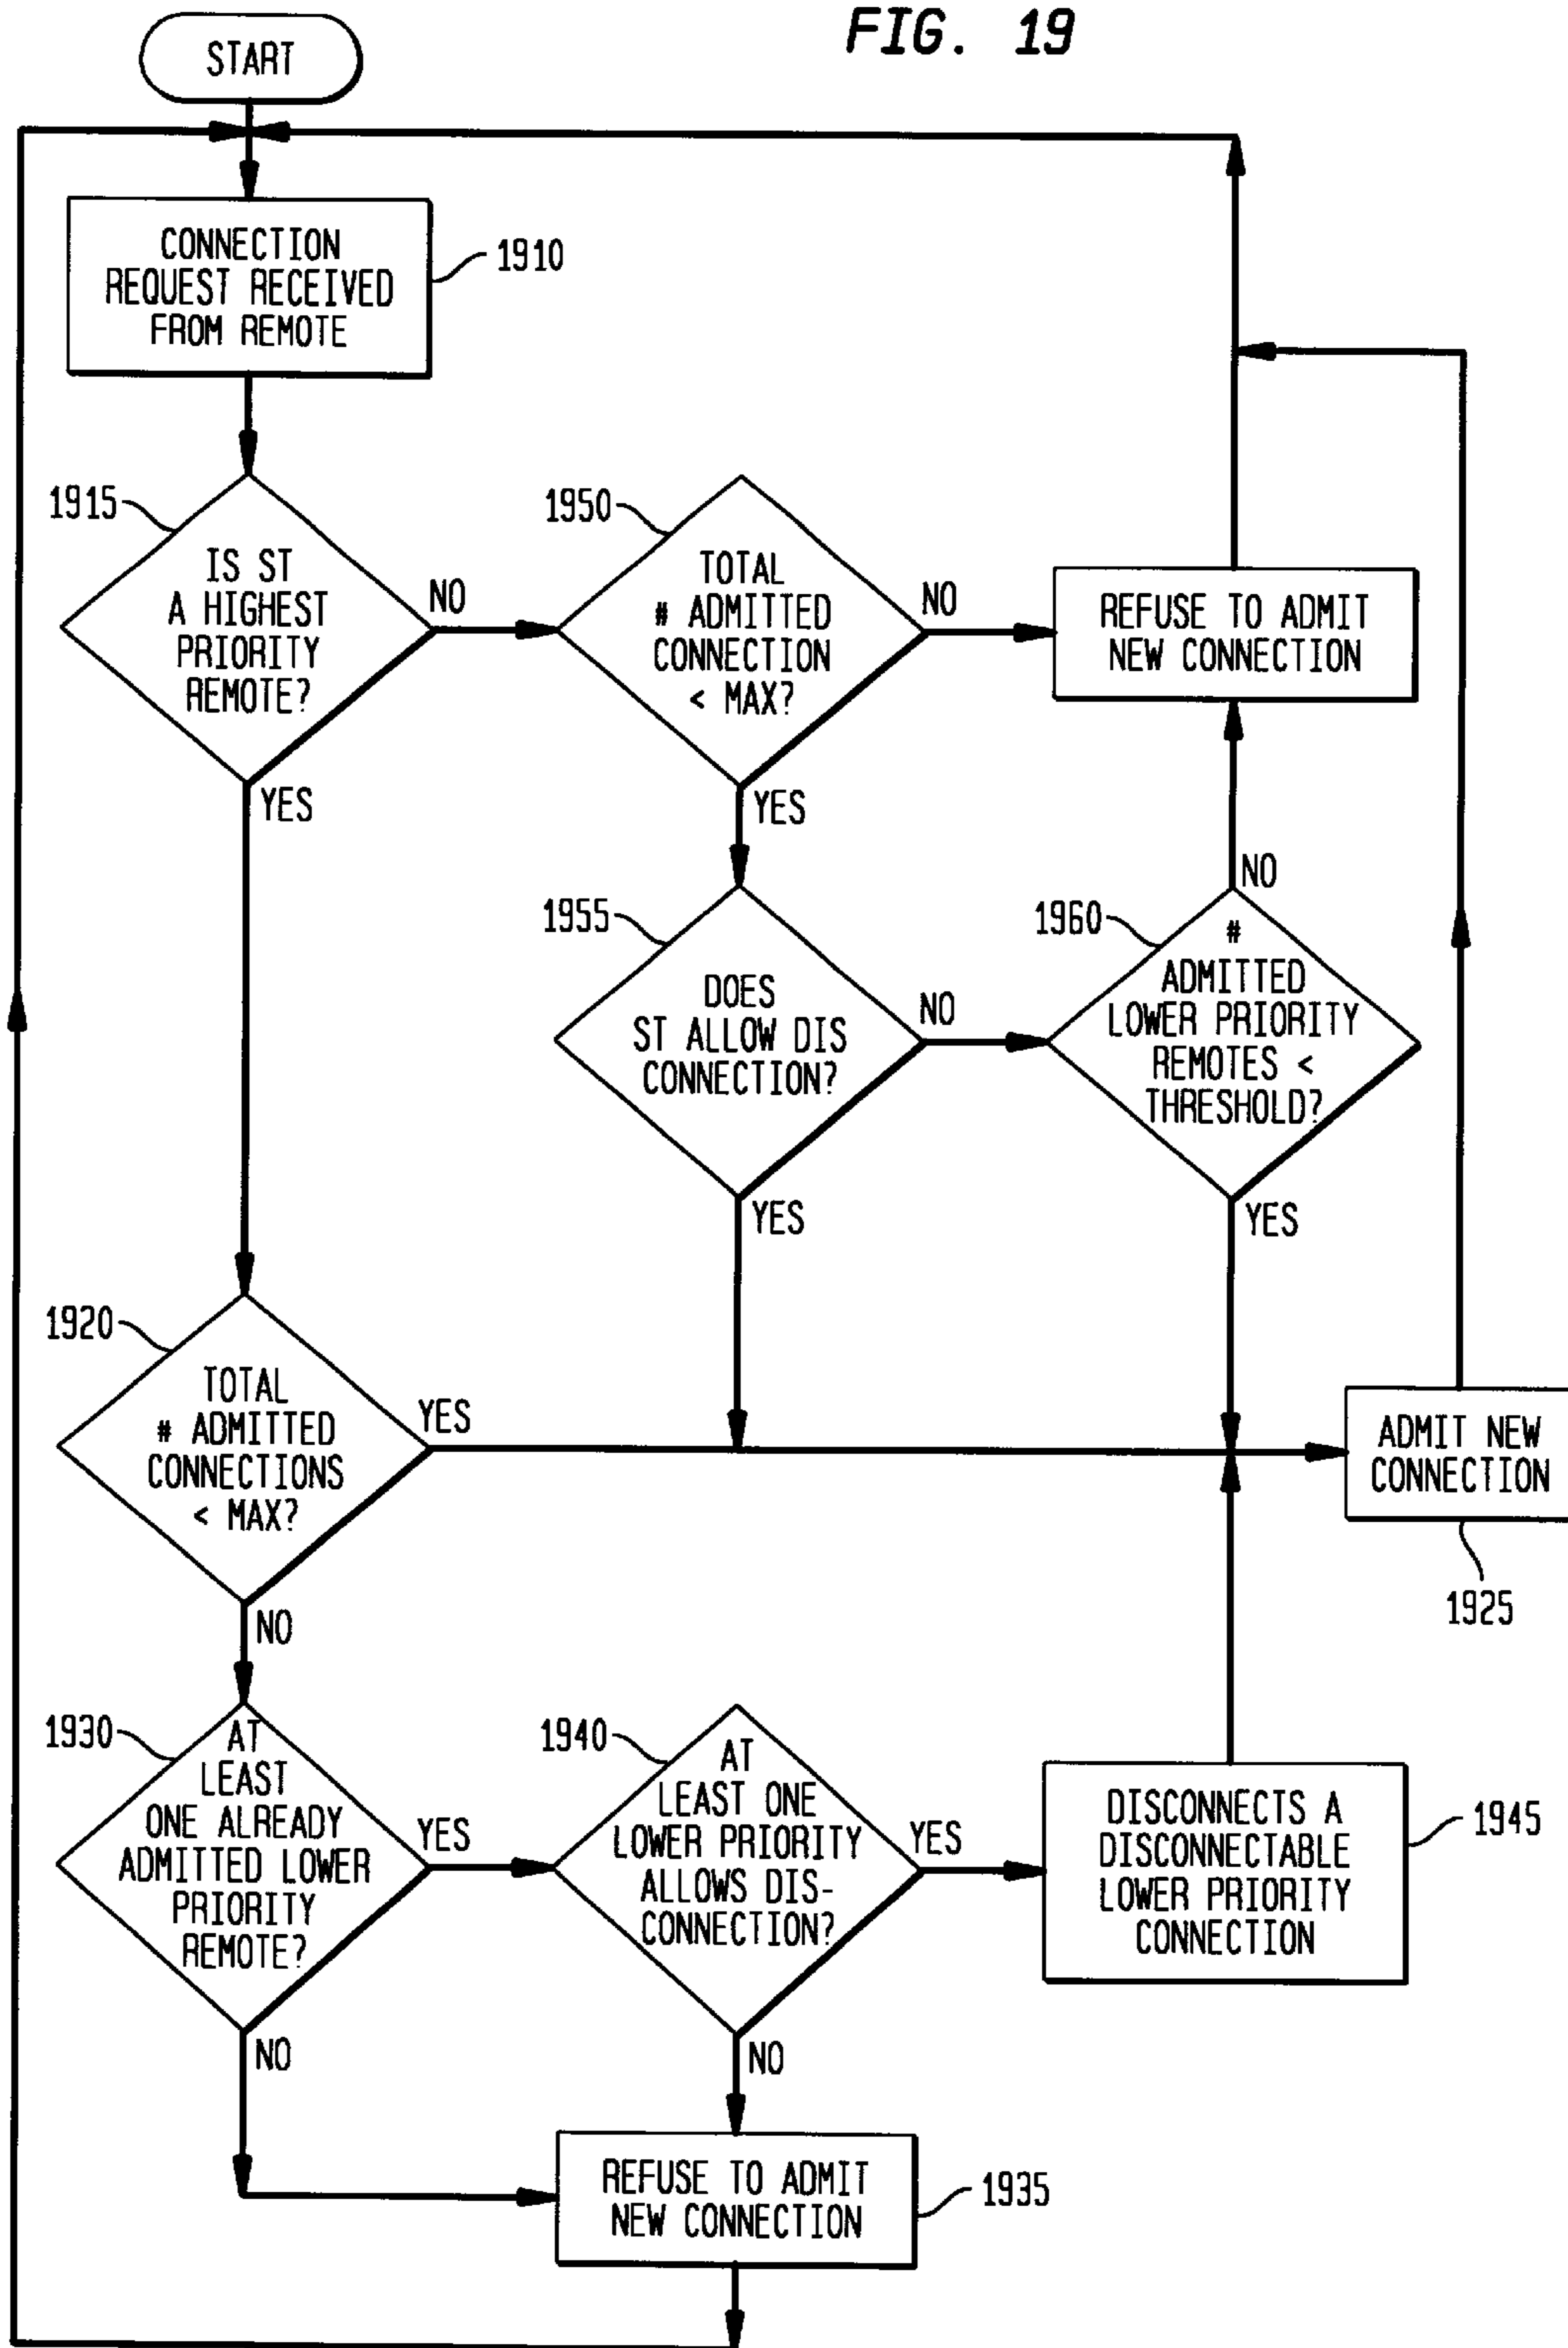 FIG. 19
START
CONNECTION
REQUEST RECEIVED
FROM REMOTE
1910
1915
IS ST
A HIGHEST
PRIORITY
REMOTE?
NO
YES
1950
TOTAL
# ADMITTED
CONNECTION
< MAX?
NO
YES
REFUSE TO ADMIT
NEW CONNECTION
1955
DOES
ST ALLOW DIS
CONNECTION?
NO
YES
1960
NO
#
ADMITTED
LOWER PRIORITY
REMOTES <
THRESHOLD?
YES
1920
TOTAL
# ADMITTED
CONNECTIONS
< MAX?
YES
NO
ADMIT NEW
CONNECTION
1925
1930
AT
LEAST
ONE ALREADY
ADMITTED LOWER
PRIORITY
REMOTE?
YES
NO
1940
AT
LEAST ONE
LOWER PRIORITY
ALLOWS DIS-
CONNECTION?
YES
NO
DISCONNECTS A
DISCONNECTABLE
LOWER PRIORITY
CONNECTION
1945
REFUSE TO ADMIT
NEW CONNECTION
1935